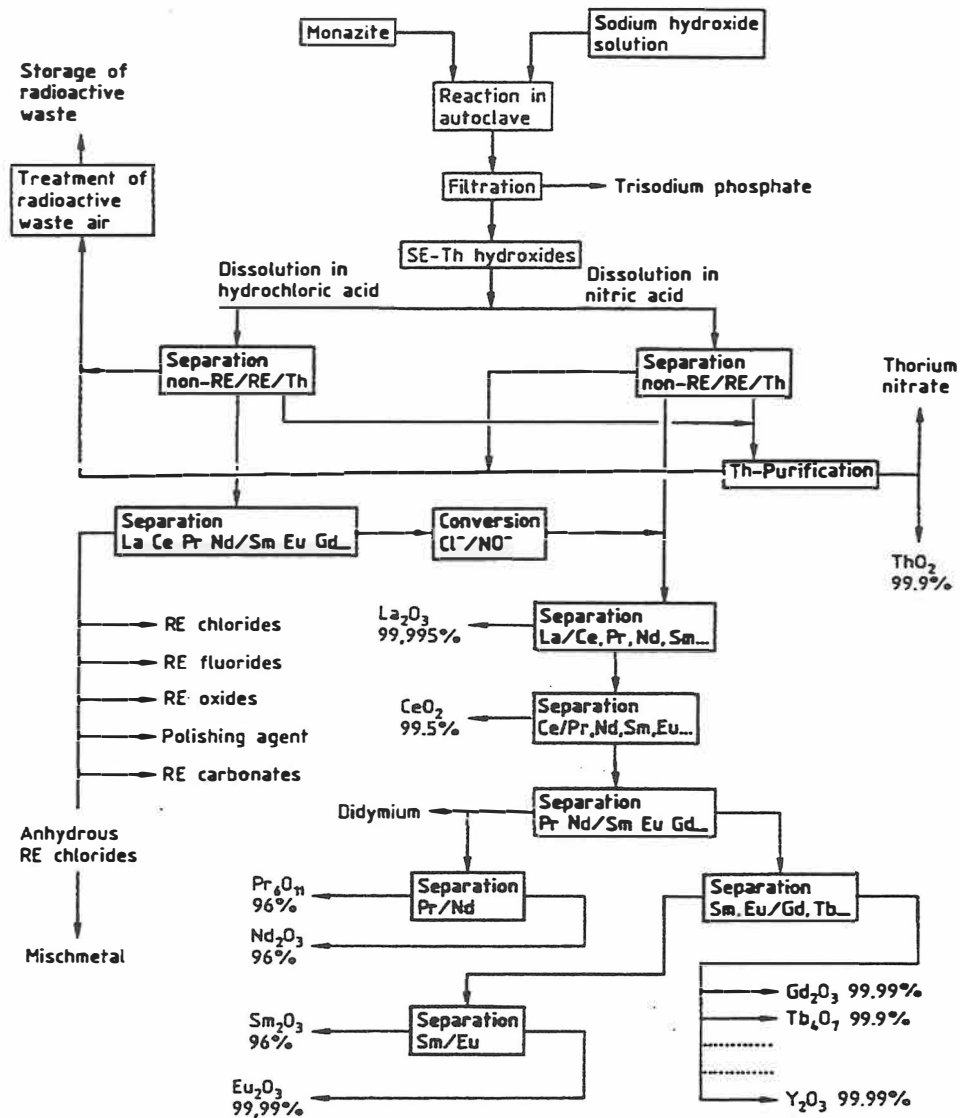 Monazite
Sodium hydroxide
solution
Storage of
radioactive
waste
Reaction in
autoclave
Treatment of
radioactive
waste air
Filtration
Trisodium phosphate
SE-Th hydroxides
Dissolution in
hydrochloric acid
Dissolution in
nitric acid
Separation
non-RE/RE/Th
Separation
non-RE/RE/Th
Thorium
nitrate
Th-Purification
Separation
La Ce Pr Nd/Sm Eu Gd_
Conversion
Cl⁻/NO⁻
ThO₂
99.9%
La₂O₃
99,995%
Separation
La/Ce, Pr, Nd, Sm...
RE chlorides
RE fluorides
RE oxides
Polishing agent
RE carbonates
CeO₂
99.5%
Separation
Ce/Pr,Nd,Sm,Eu...
Didymium
Separation
Pr Nd/Sm Eu Gd_
Anhydrous
RE chlorides
Mischmetal
Pr₆O₁₁
96%
Separation
Pr/Nd
Nd₂O₃
96%
Separation
Sm. Eu/Gd, Tb_
Gd₂O₃ 99.99%
Tb₄O₇ 99.9%
Sm₂O₃
96%
Separation
Sm/Eu
Eu₂O₃
99,99%
Y₂O₃ 99.99%